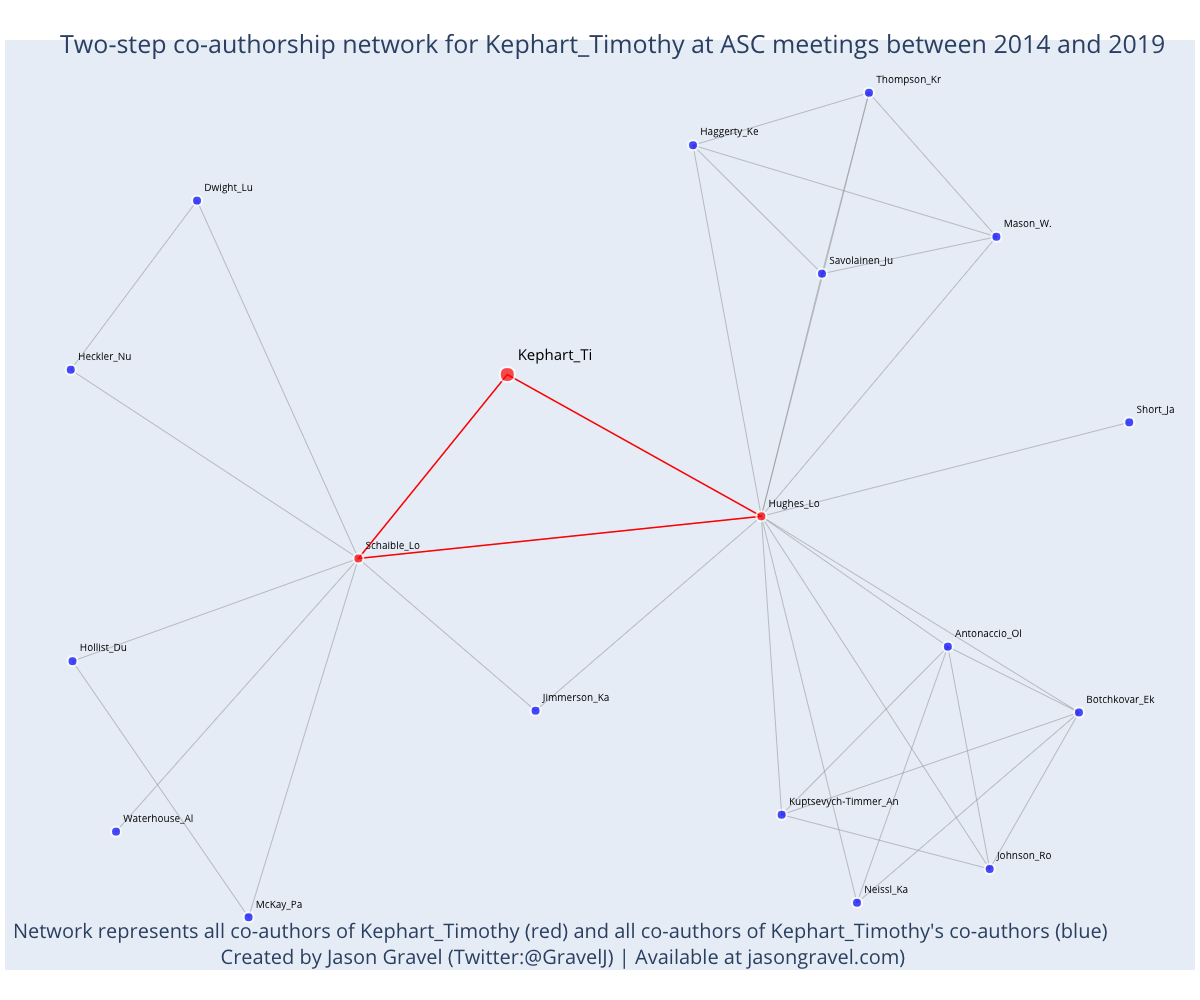 Two-step co-authorship network for Kephart_Timothy at ASC meetings between 2014 and 2019
Thompson_Kr
Haggerty_Ke
Dwight_Lu
Mason_W.
Savolainen_Ju
Kephart_Ti
Heckler_Nu
Short_Ja
Hughes_Lo
Schaible_Lo
Antonaccio_Ol
Hollist_Du
Jimmerson_Ka
Botchkovar_Ek
Kuptsevych-Timmer_An
Waterhouse_Al
Johnson_Ro
Neissl_Ka
McKay_Pa
Network represents all co-authors of Kephart_Timothy (red) and all co-authors of Kephart_Timothy's co-authors (blue)
Created by Jason Gravel (Twitter:@GravelJ) | Available at jasongravel.com)